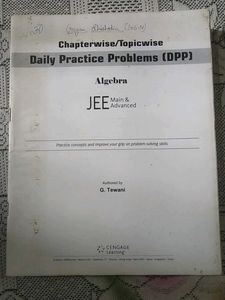 Chapterwise/Topicwise
Daily Practice Problems (DPP)
Algebra
JEE Main &
Advanced
Practice concepts and improve your grip on problem solving skills
Authored by
G. Tewani
CENGAGE
Learning